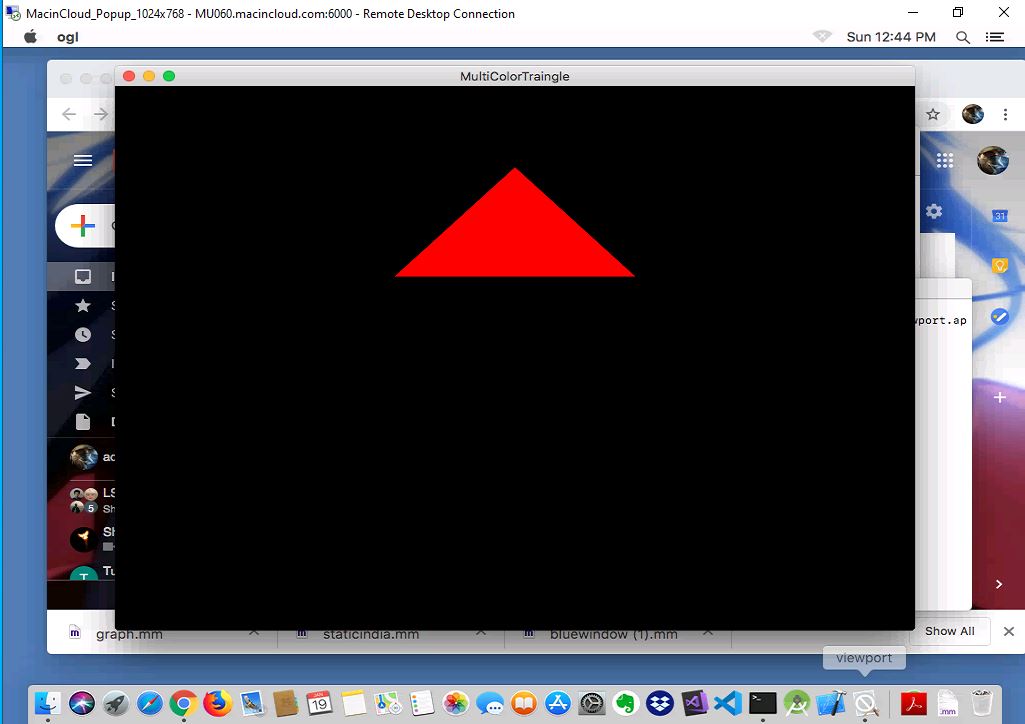 MacinCloud_Popup_1024x768 - MU060.macincloud.com:6000 - Remote Desktop Connection
ogl
Sun 12:44 PM
MultiColorTraingle
31
wport.ap
ac
LS
5 Sh
Sh
T Tu
graph.mm
staticindia.mm
bluewindow (1).mm
Show All
viewport
JAN
19
.mm